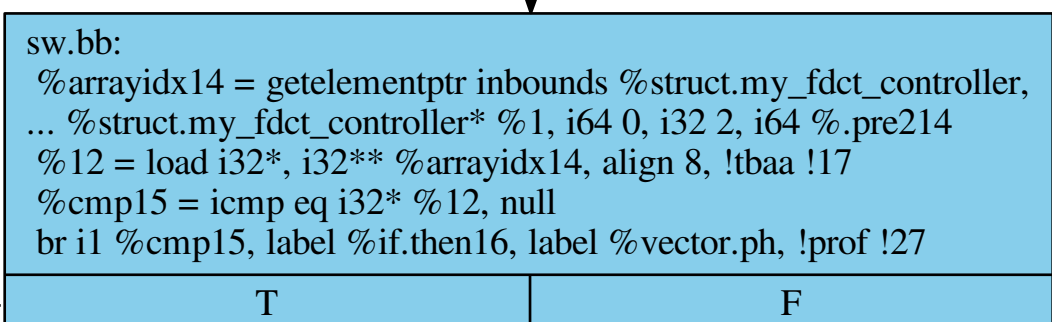 sw.bb:
%arrayidx14 = getelementptr inbounds %struct.my_fdct_controller,
... %struct.my_fdct_controller* %1, i64 0, i32 2, i64 %.pre214
%12 = load i32*, i32** %arrayidx14, align 8, !tbaa !17
%cmp15 = icmp eq i32* %12, null
br i1 %cmp15, label %if.then16, label %vector.ph, !prof !27
T F